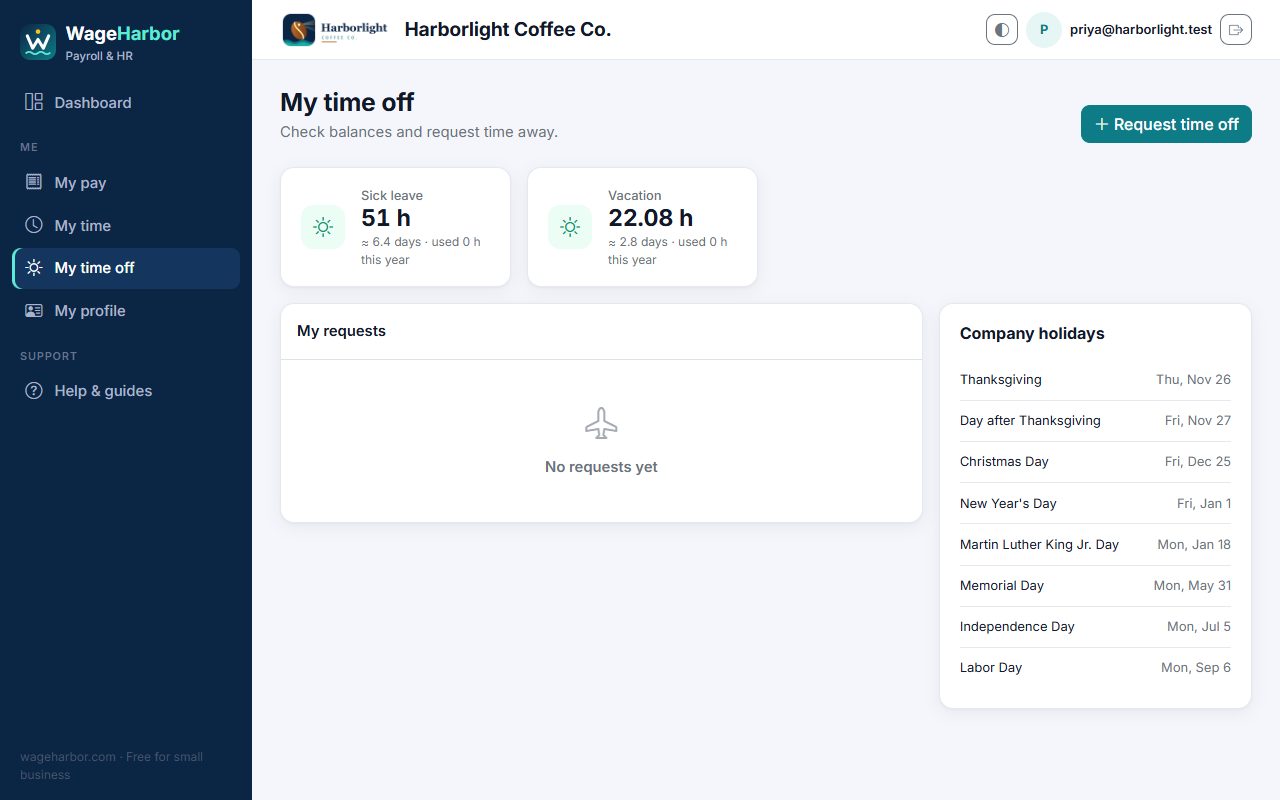 WageHarbor
Payroll & HR
Dashboard
ME
My pay
My time
My time off
My profile
SUPPORT
Help & guides
wageharbor.com · Free for small
business
Harborlight
COFFEE CO.
Harborlight Coffee Co.
P
priya@harborlight.test
My time off
Check balances and request time away.
+ Request time off
Sick leave
51 h
≈ 6.4 days · used 0 h
this year
Vacation
22.08 h
≈ 2.8 days · used 0 h
this year
My requests
No requests yet
Company holidays
Thanksgiving Thu, Nov 26
Day after Thanksgiving Fri, Nov 27
Christmas Day Fri, Dec 25
New Year's Day Fri, Jan 1
Martin Luther King Jr. Day Mon, Jan 18
Memorial Day Mon, May 31
Independence Day Mon, Jul 5
Labor Day Mon, Sep 6